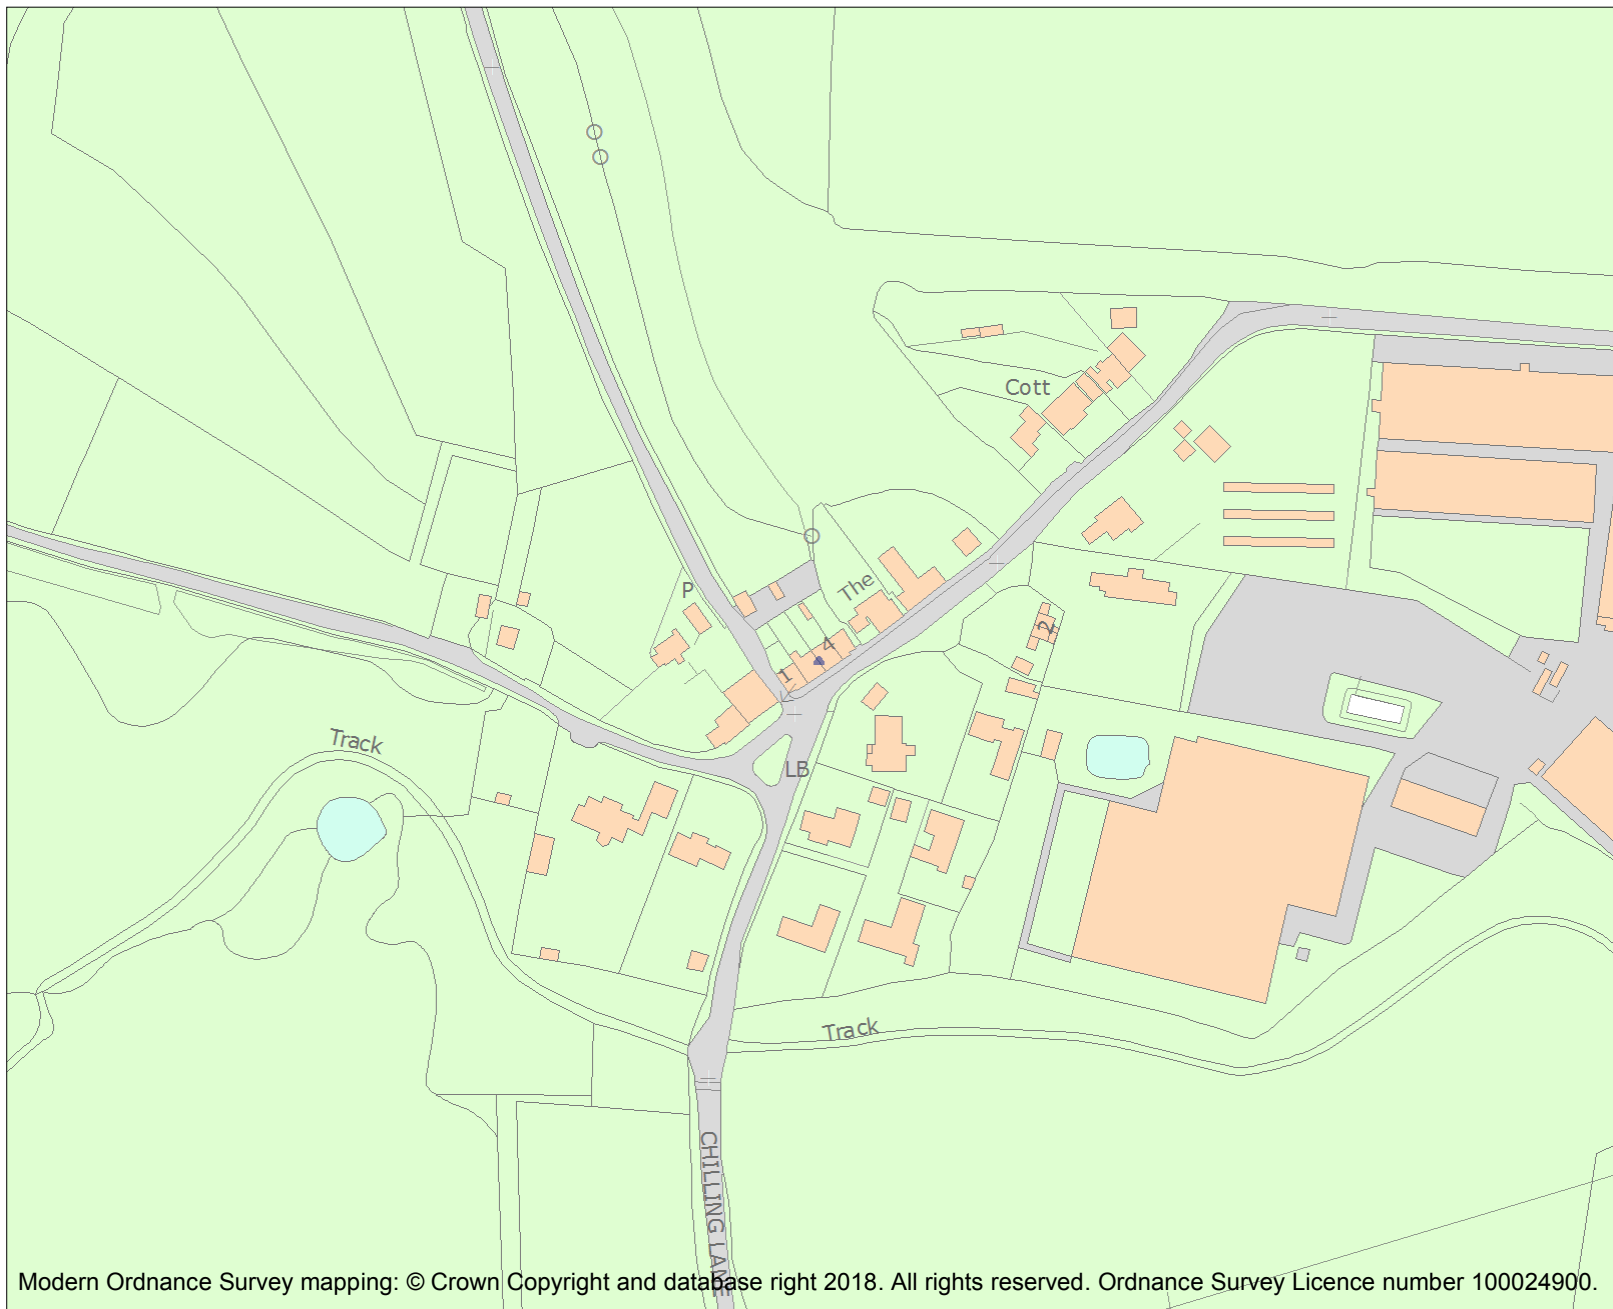 Cott
P
The
4
2
1
Track
LB
Track
CHILLING LANE
Modern Ordnance Survey mapping: © Crown Copyright and database right 2018. All rights reserved. Ordnance Survey Licence number 100024900.